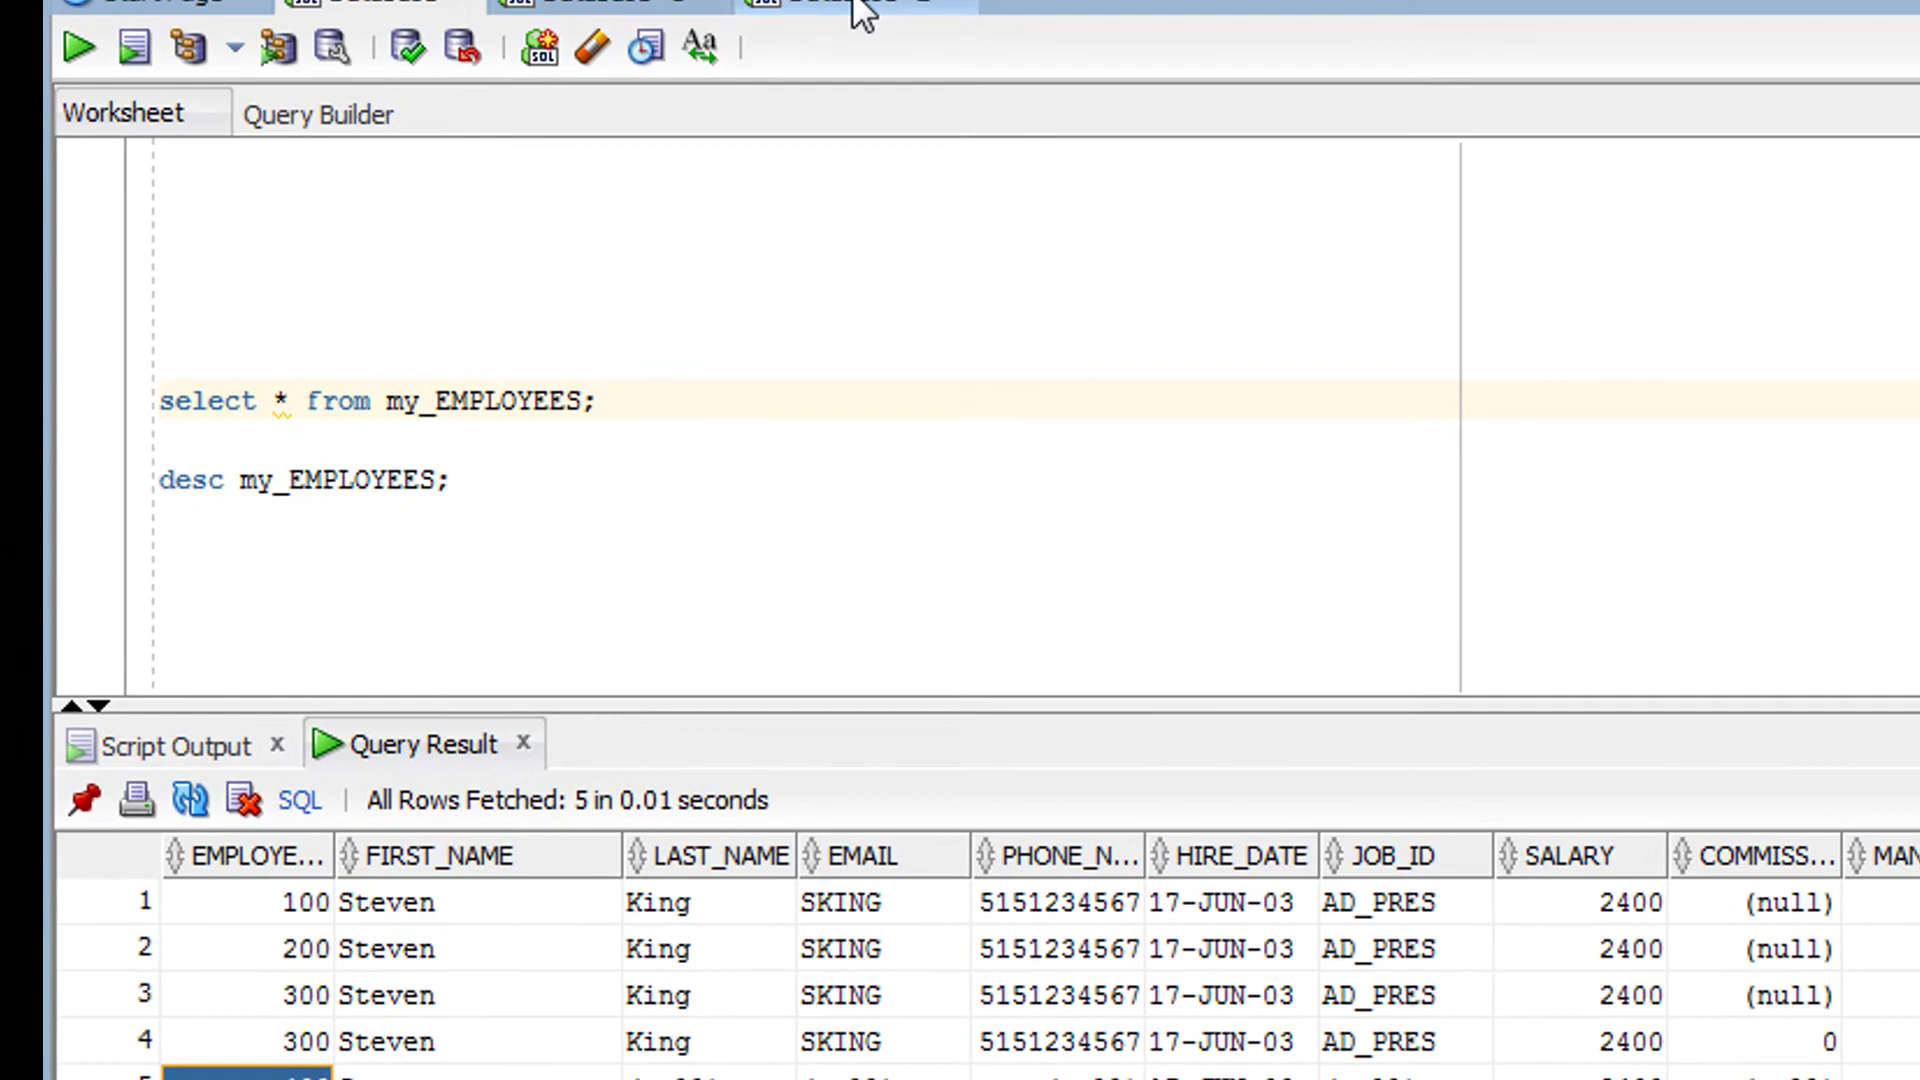 Worksheet
Query Builder
select * from my_EMPLOYEES;
desc my_EMPLOYEES;
Script Output x
Query Result x
SQL | All Rows Fetched: 5 in 0.01 seconds
EMPLOYE... FIRST_NAME LAST_NAME EMAIL PHONE_N... HIRE_DATE JOB_ID SALARY COMMISS... MAN
1 100 Steven King SKING 5151234567 17-JUN-03 AD_PRES 2400 (null)
2 200 Steven King SKING 5151234567 17-JUN-03 AD_PRES 2400 (null)
3 300 Steven King SKING 5151234567 17-JUN-03 AD_PRES 2400 (null)
4 300 Steven King SKING 5151234567 17-JUN-03 AD_PRES 2400 0